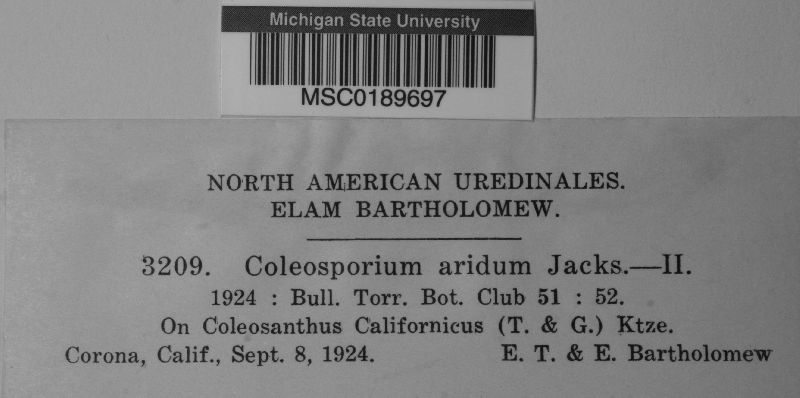 Michigan State University
MSC0189697
NORTH AMERICAN UREDINALES.
ELAM BARTHOLOMEW.
3209. Coleosporium aridum Jacks.—II.
1924 : Bull. Torr. Bot. Club 51 : 52.
On Coleosanthus Californicus (T. & G.) Ktze.
Corona, Calif., Sept. 8, 1924. E. T. & E. Bartholomew